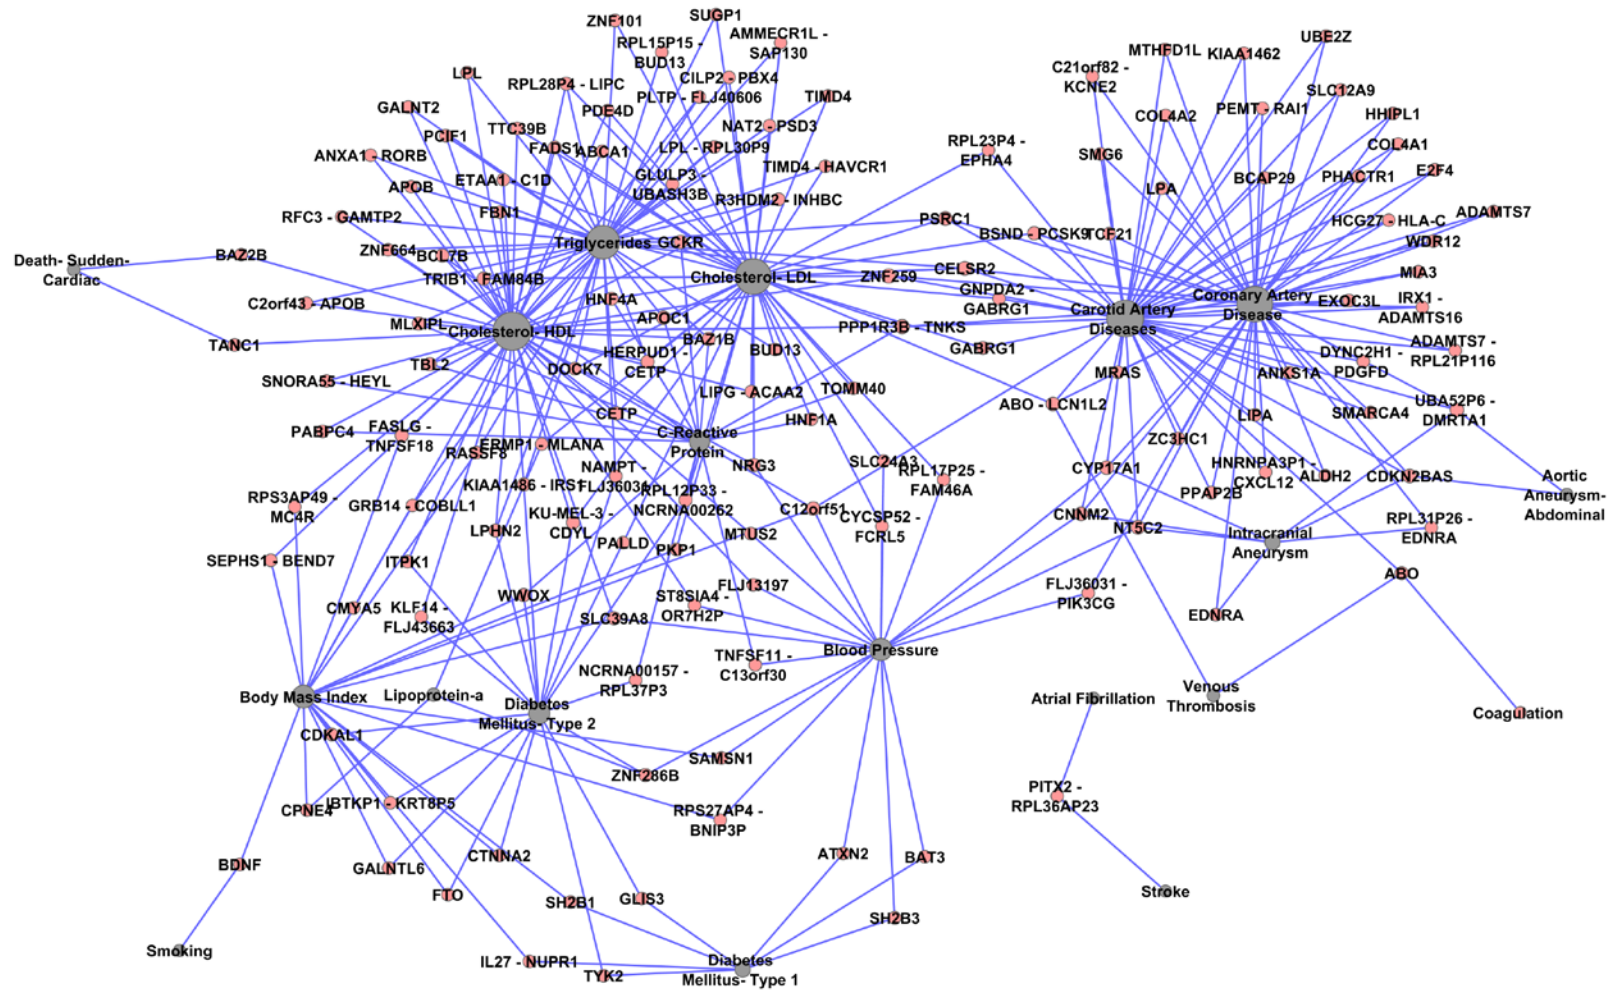 ZNF101
SUGP1
RPL15P15 -
BUD13
AMMECR1L -
SAP130
LPL
RPL28P4 - LIPC
CILP2 - PBX4
PLTP - FLJ40606
TIMD4
GALNT2
PDE4D
PCIF1
TTC39B
NAT2 - PSD3
FADS1
ABCA1
LPL - RPL30P9
ANXA1 - RORB
ETAA1 - C1D
GLULP3 -
UBASH3B
TIMD4 - HAVCR1
APOB
R3HDM2 - INHBC
RFC3 - GAMTP2
FBN1
Triglycerides
GCKR
ZNF664
BCL7B
TRIB1 - FAM84B
Cholesterol- LDL
Death- Sudden-
Cardiac
BAZ2B
C2orf43 - APOB
HNF4A
APOC1
MLXIPL
Cholesterol- HDL
BAZ1B
BUD13
TANC1
TBL2
HERPUD1 -
CETP
DOCK7
SNORA55 - HEYL
LIPG - ACAA2
TOMM40
CETP
HNF1A
PABPC4
FASLG -
TNFSF18
C-Reactive
Protein
RASSF8
ERMP1 - MLANA
NRG3
NAMPT -
FLJ36031
KIAA1486 - IRS1
RPL12P33 -
NCRNA00262
RPS3AP49 -
MC4R
GRB14 - COBLL1
C12orf51
LPHN2
KU-MEL-3 -
CDYL
PALLD
PKP1
MTUS2
SEPHS1 - BEND7
ITPK1
WWOX
FLJ13197
CMYA5
KLF14 -
FLJ43663
ST8SIA4 -
OR7H2P
SLC39A8
TNFSF11 -
C13orf30
NCRNA00157 -
RPL37P3
Body Mass Index
Lipoprotein-a
Diabetes
Mellitus- Type 2
CDKAL1
SAMSN1
ZNF286B
CPNE4
IBTKP1 - KRT8P5
RPS27AP4 -
BNIP3P
BDNF
GALNTL6
CTNNA2
FTO
SH2B1
GLIS3
Smoking
IL27 - NUPR1
TYK2
Diabetes
Mellitus- Type 1
ATXN2
BAT3
SH2B3
Blood Pressure
C21orf82 -
KCNE2
MTHFD1L
KIAA1462
UBE2Z
SLC12A9
COL4A2
PEMT - RAI1
HHIPL1
RPL23P4 -
EPHA4
SMG6
COL4A1
LPA
BCAP29
PHACTR1
E2F4
PSRC1
BSND - PCSK9
TCF21
HCG27 - HLA-C
ADAMTS7
WDR12
ZNF259
CELSR2
MIA3
GNPDA2 -
GABRG1
Carotid Artery
Diseases
Coronary Artery
Disease
EXOC3L
IRX1 -
ADAMTS16
PPP1R3B - TNKS
GABRG1
DYNC2H1 -
PDGFD
ADAMTS7 -
RPL21P116
MRAS
ANKS1A
ABO - LCN1L2
LIPA
SMARCA4
UBA52P6 -
DMRTA1
ZC3HC1
SLC24A3
RPL17P25 -
FAM46A
CYP17A1
HNRNPA3P1 -
CXCL12
ALDH2
CDKN2BAS
Aortic
Aneurysm-
Abdominal
PPAP2B
CYCSP52 -
FCRL5
CNNM2
NT5C2
Intracranial
Aneurysm
RPL31P26 -
EDNRA
FLJ36031 -
PIK3CG
ABO
EDNRA
Atrial Fibrillation
Venous
Thrombosis
Coagulation
PITX2 -
RPL36AP23
Stroke